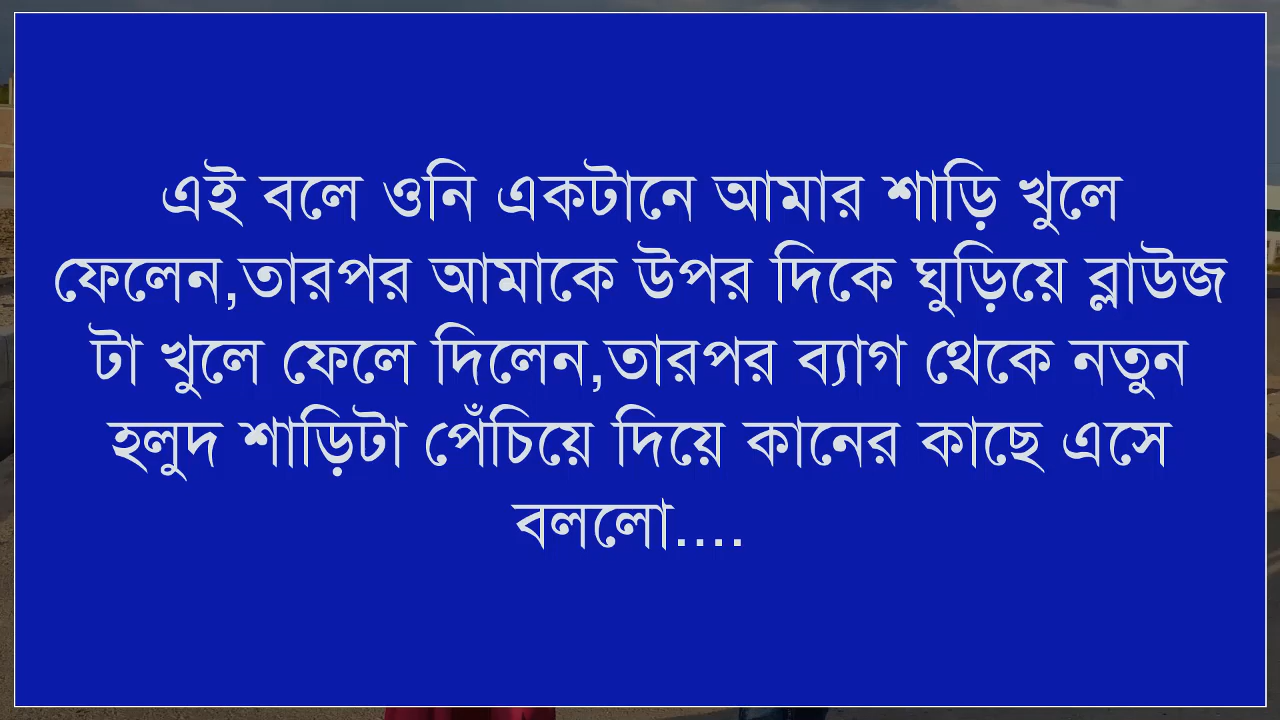 এই বলে ওনি একটানে আমার শাড়ি খুলে
ফেলেন,তারপর আমাকে উপর দিকে ঘুড়িয়ে ব্লাউজ
টা খুলে ফেলে দিলেন,তারপর ব্যাগ থেকে নতুন
হলুদ শাড়িটা পেঁচিয়ে দিয়ে কানের কাছে এসে
বললো....